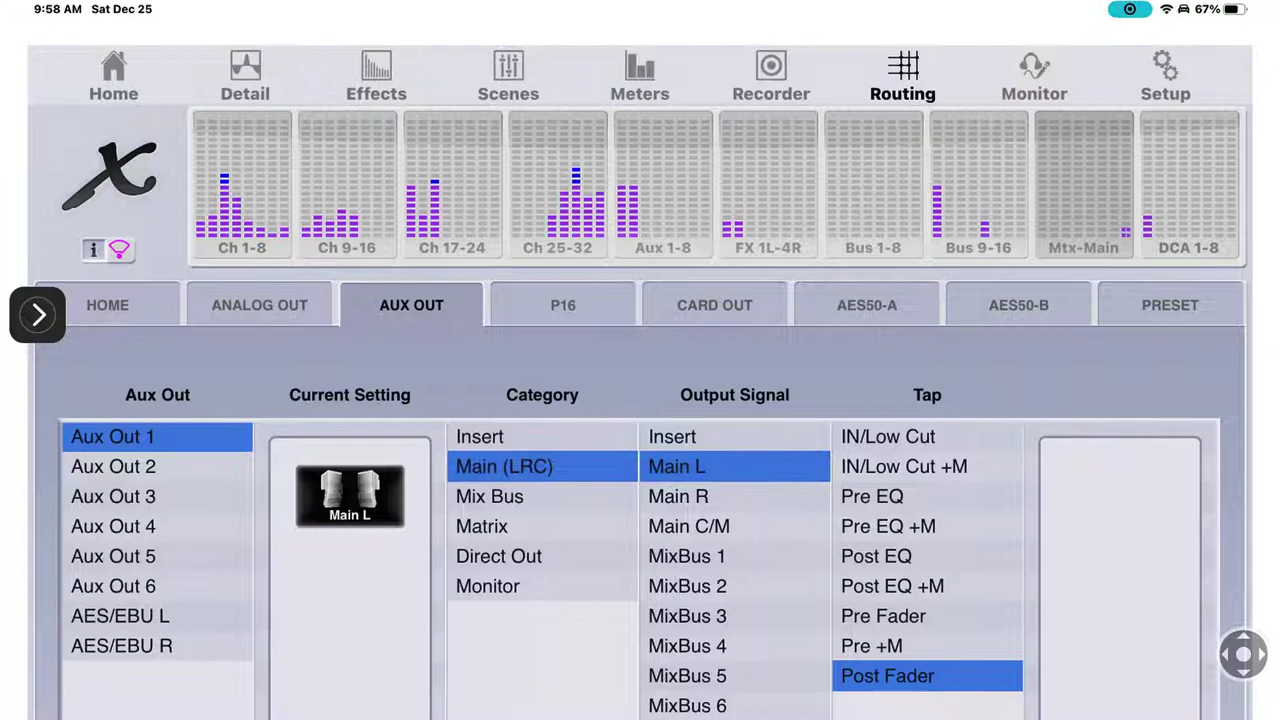 9:58 AM Sat Dec 25
67%
Home Detail Effects Scenes Meters Recorder Routing Monitor Setup
X
i
Ch 1-8 Ch 9-16 Ch 17-24 Ch 25-32 Aux 1-8 FX 1L-4R Bus 1-8 Bus 9-16 Mtx-Main DCA 1-8
HOME ANALOG OUT AUX OUT P16 CARD OUT AES50-A AES50-B PRESET
Aux Out Current Setting Category Output Signal Tap
Aux Out 1 Insert Insert IN/Low Cut
Aux Out 2 Main (LRC) Main L IN/Low Cut +M
Aux Out 3 Mix Bus Main R Pre EQ
Main L
Aux Out 4 Matrix Main C/M Pre EQ +M
Aux Out 5 Direct Out MixBus 1 Post EQ
Aux Out 6 Monitor MixBus 2 Post EQ +M
AES/EBU L MixBus 3 Pre Fader
AES/EBU R MixBus 4 Pre +M
MixBus 5 Post Fader
MixBus 6